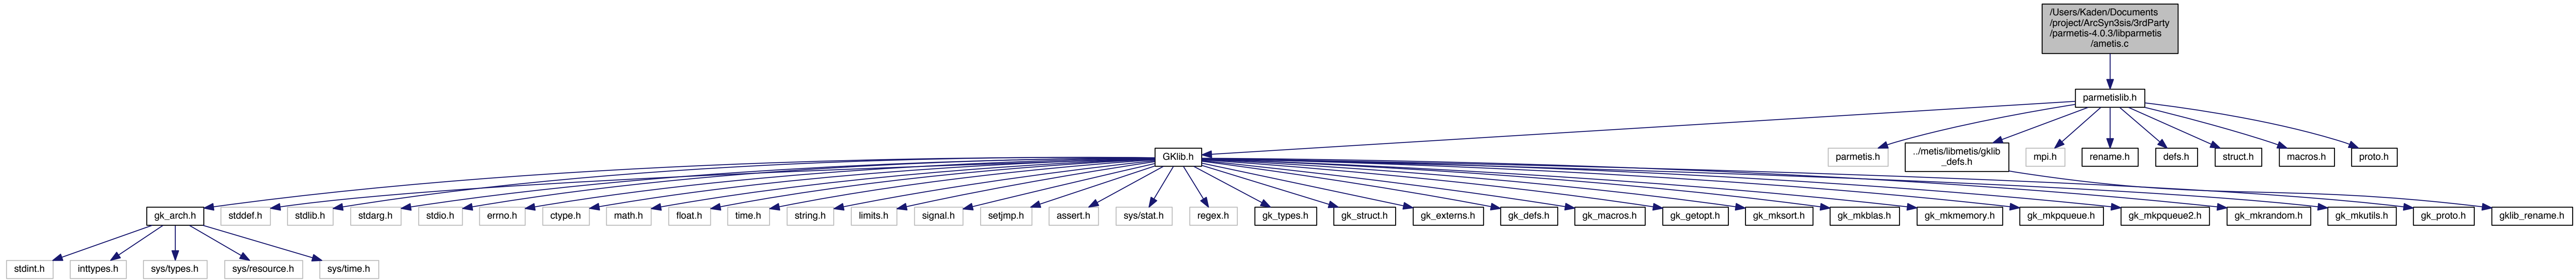 /Users/Kaden/Documents
/project/ArcSyn3sis/3rdParty
/parmetis-4.0.3/libparmetis
/ametis.c
parmetislib.h
GKlib.h
parmetis.h
../metis/libmetis/gklib
_defs.h
mpi.h
rename.h
defs.h
struct.h
macros.h
proto.h
gk_arch.h
stddef.h
stdlib.h
stdarg.h
stdio.h
errno.h
ctype.h
math.h
float.h
time.h
string.h
limits.h
signal.h
setjmp.h
assert.h
sys/stat.h
regex.h
gk_types.h
gk_struct.h
gk_externs.h
gk_defs.h
gk_macros.h
gk_getopt.h
gk_mksort.h
gk_mkblas.h
gk_mkmemory.h
gk_mkpqueue.h
gk_mkpqueue2.h
gk_mkrandom.h
gk_mkutils.h
gk_proto.h
gklib_rename.h
stdint.h
inttypes.h
sys/types.h
sys/resource.h
sys/time.h